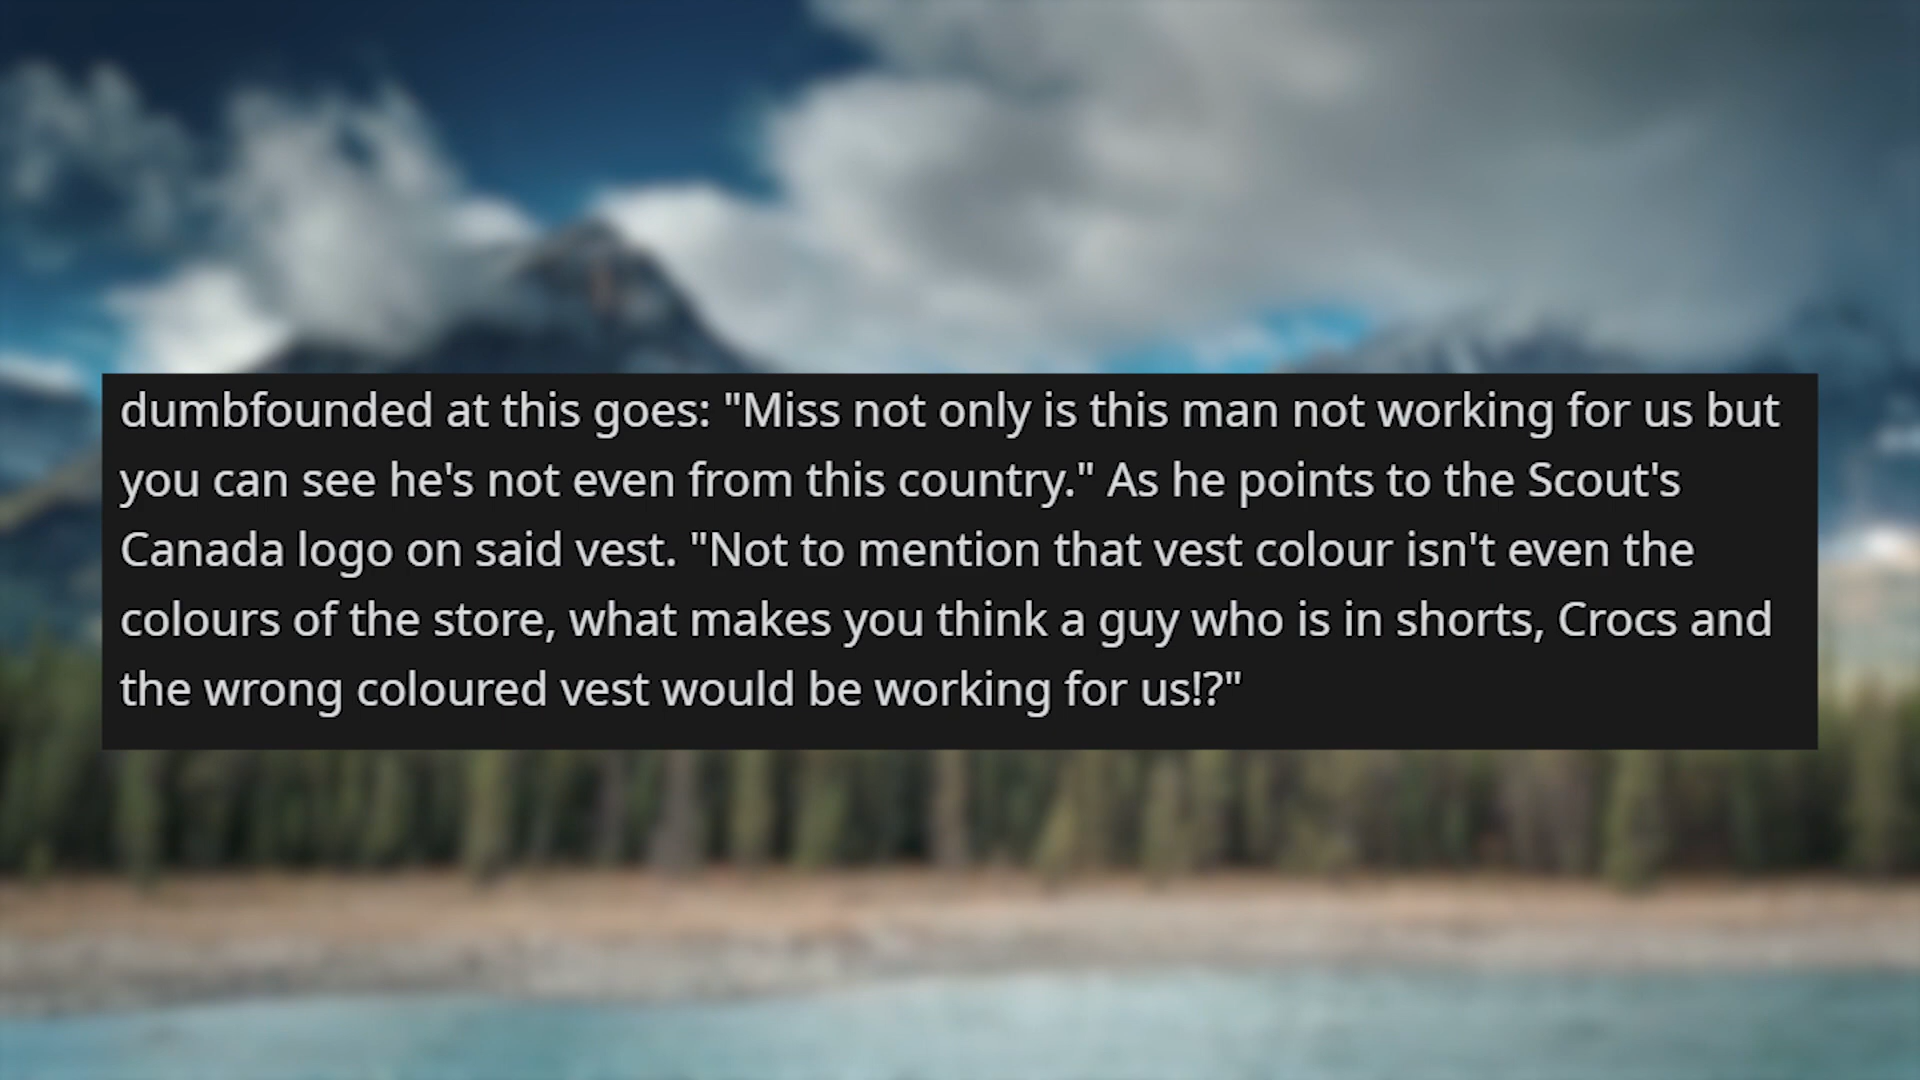 dumbfounded at this goes: "Miss not only is this man not working for us but
you can see he's not even from this country." As he points to the Scout's
Canada logo on said vest. "Not to mention that vest colour isn't even the
colours of the store, what makes you think a guy who is in shorts, Crocs and
the wrong coloured vest would be working for us!?"